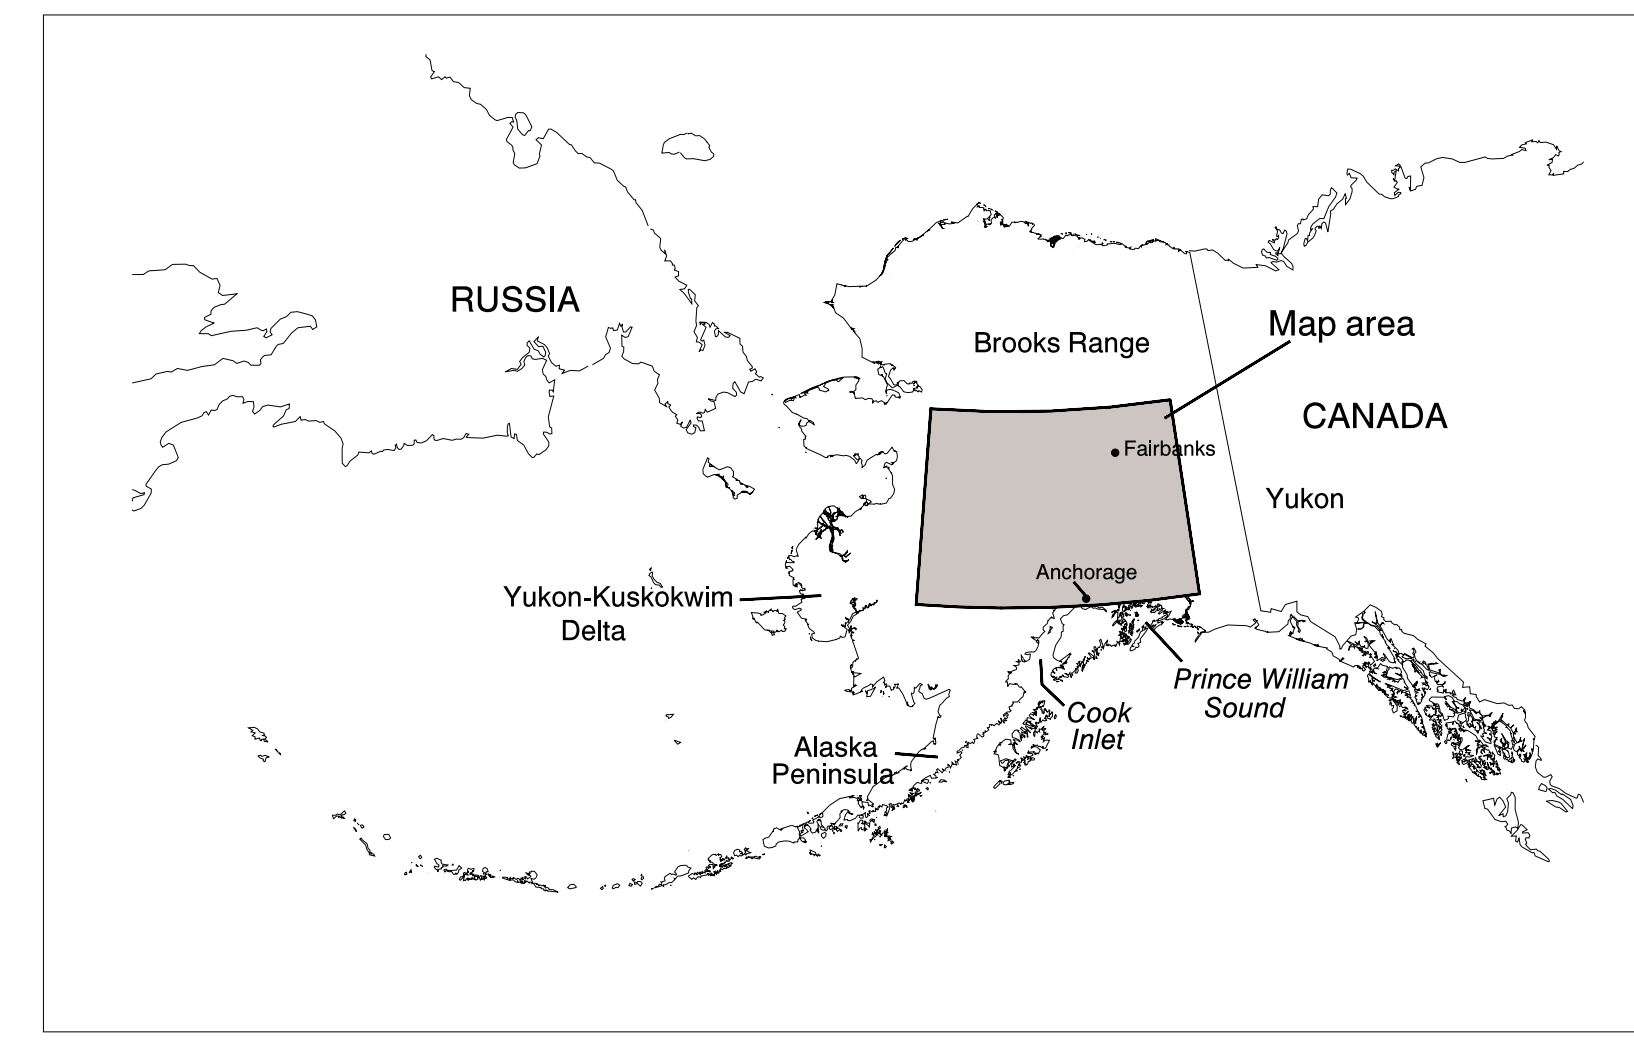 RUSSIA
Brooks Range
Map area
CANADA
Fairbanks
Yukon
Anchorage
Yukon-Kuskokwim
Delta
Prince William
Sound
Cook
Inlet
Alaska
Peninsula